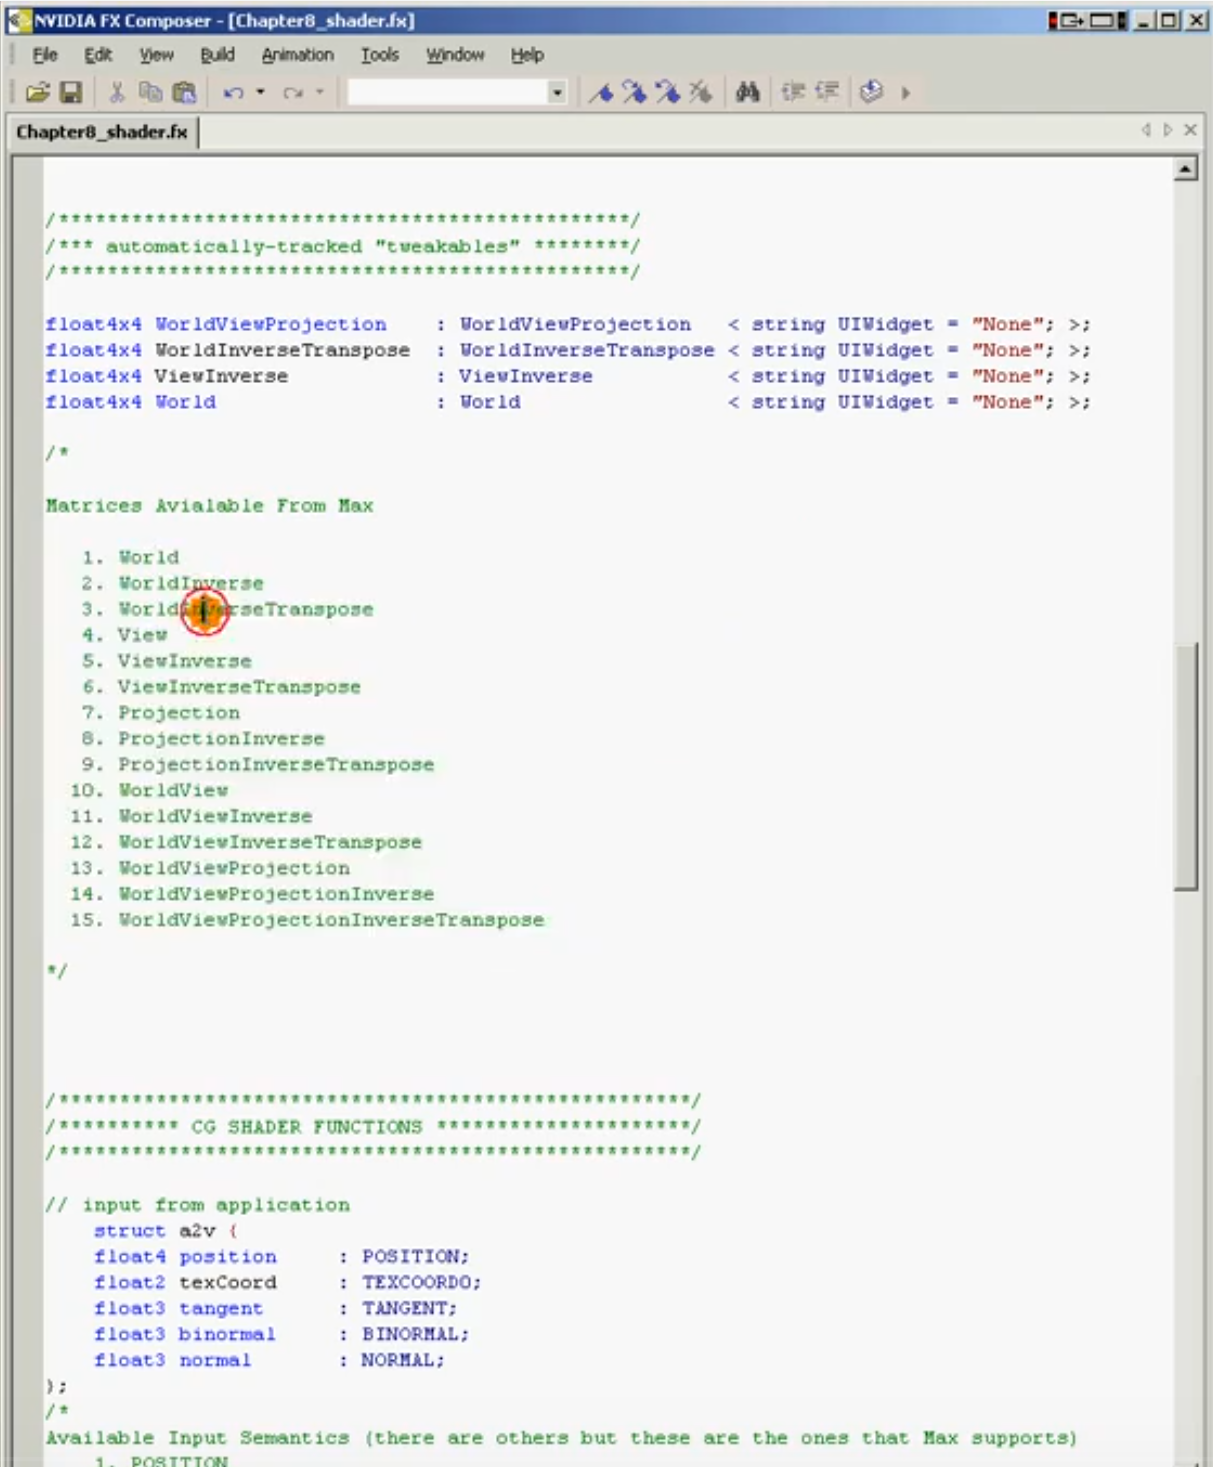 NVIDIA FX Composer - [Chapter8_shader.fx]
File Edit View Build Animation Tools Window Help
Chapter8_shader.fx
/***********************************************/
/*** automatically-tracked "tweakables" ********/
/***********************************************/
float4x4 WorldViewProjection : WorldViewProjection < string UIWidget = "None"; >;
float4x4 WorldInverseTranspose : WorldInverseTranspose < string UIWidget = "None"; >;
float4x4 ViewInverse : ViewInverse < string UIWidget = "None"; >;
float4x4 World : World < string UIWidget = "None"; >;
/*
Matrices Avialable From Max
1. World
2. WorldInverse
3. WorldInverseTranspose
4. View
5. ViewInverse
6. ViewInverseTranspose
7. Projection
8. ProjectionInverse
9. ProjectionInverseTranspose
10. WorldView
11. WorldViewInverse
12. WorldViewInverseTranspose
13. WorldViewProjection
14. WorldViewProjectionInverse
15. WorldViewProjectionInverseTranspose
*/
/****************************************************/
/********** CG SHADER FUNCTIONS *********************/
/****************************************************/
// input from application
struct a2v {
float4 position : POSITION;
float2 texCoord : TEXCOORD0;
float3 tangent : TANGENT;
float3 binormal : BINORMAL;
float3 normal : NORMAL;
};
/*
Available Input Semantics (there are others but these are the ones that Max supports)
1. POSITION